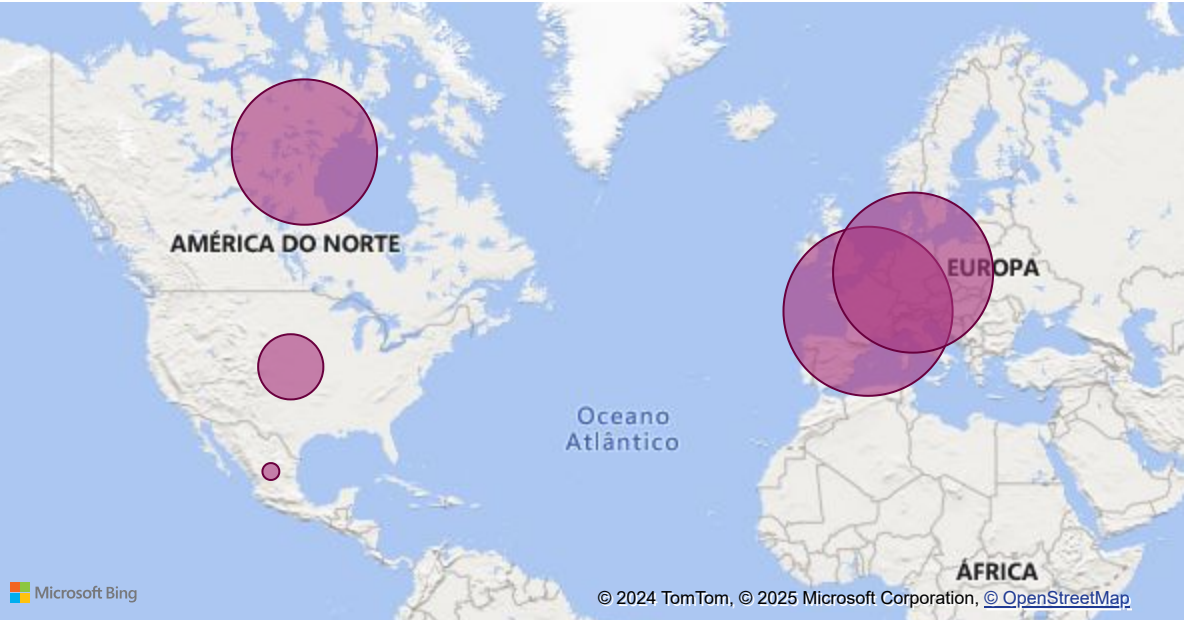 AMÉRICA DO NORTE
EUROPA
Oceano
Atlântico
ÁFRICA
Microsoft Bing
© 2024 TomTom, © 2025 Microsoft Corporation, © OpenStreetMap